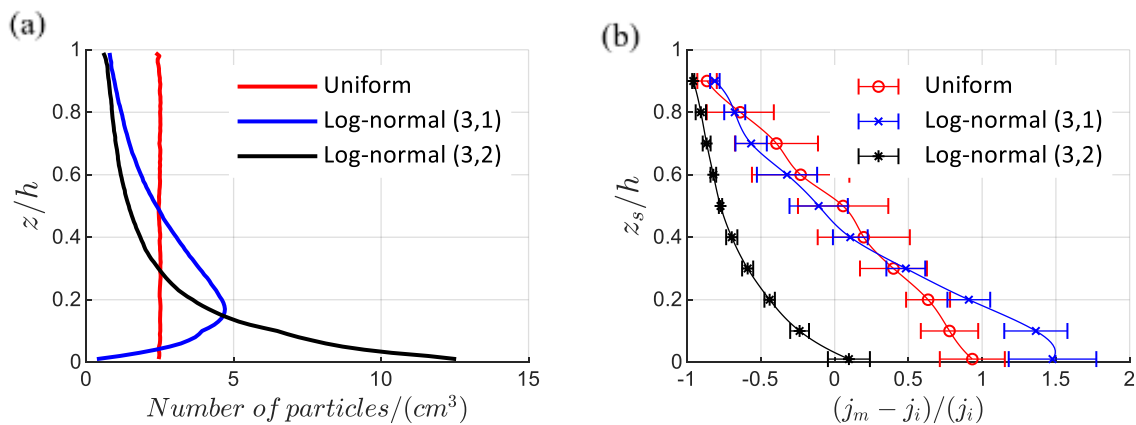 (a)
1
0.8
0.6
0.4
0.2
0
z/h
Uniform
Log-normal (3,1)
Log-normal (3,2)
0 5 10 15
Number of particles/(cm³)
(b)
1
0.8
0.6
0.4
0.2
0
z_s/h
Uniform
Log-normal (3,1)
Log-normal (3,2)
-1 -0.5 0 0.5 1 1.5 2
(j_m − j_i)/(j_i)